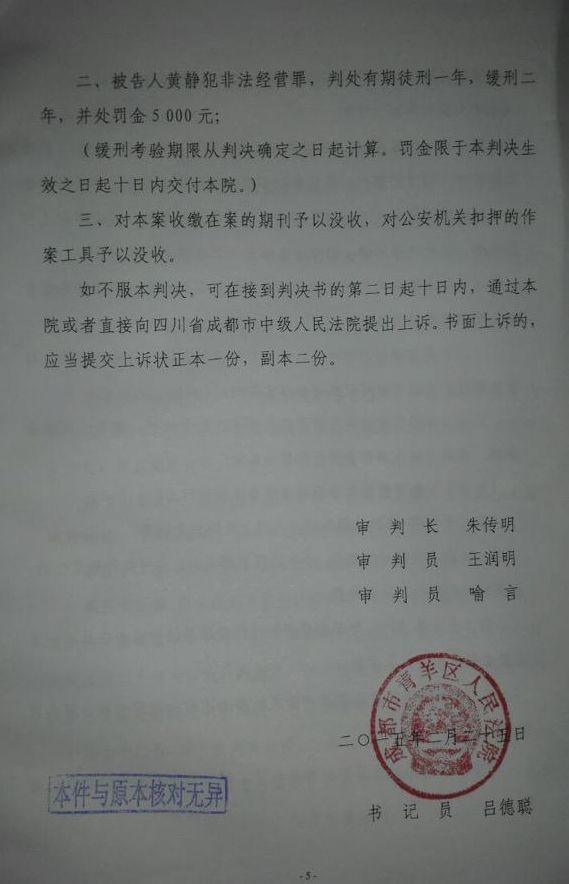 二、被告人黄静犯非法经营罪，判处有期徒刑一年，缓刑二
年，并处罚金5 000元；
（缓刑考验期限从判决确定之日起计算。罚金限于本判决生
效之日起十日内交付本院。）
三、对本案收缴在案的期刊予以没收，对公安机关扣押的作
案工具予以没收。
如不服本判决，可在接到判决书的第二日起十日内，通过本
院或者直接向四川省成都市中级人民法院提出上诉。书面上诉的，
应当提交上诉状正本一份，副本二份。
审 判 长 朱传明
审 判 员 王润明
审 判 员 喻 言
成都市青羊区人民法院
二〇一五年二月二十五日
本件与原本核对无异
书 记 员 吕德聪
- 5 -